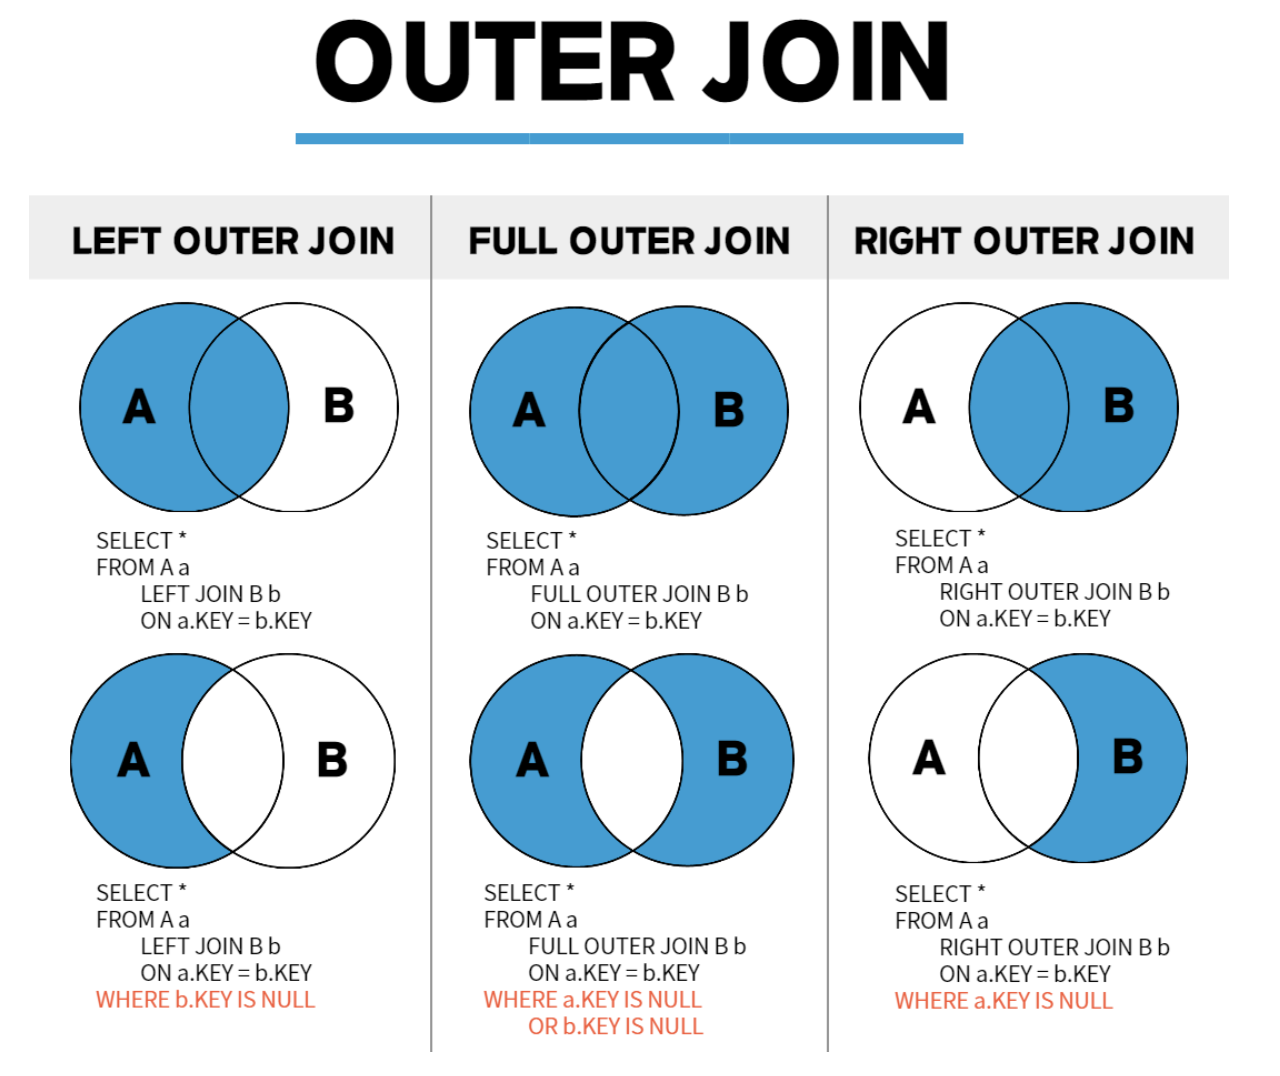 OUTER JOIN
LEFT OUTER JOIN
FULL OUTER JOIN
RIGHT OUTER JOIN
A
B
A
B
A
B
SELECT *
FROM A a
LEFT JOIN B b
ON a.KEY = b.KEY
SELECT *
FROM A a
FULL OUTER JOIN B b
ON a.KEY = b.KEY
SELECT *
FROM A a
RIGHT OUTER JOIN B b
ON a.KEY = b.KEY
A
B
A
B
A
B
SELECT *
FROM A a
LEFT JOIN B b
ON a.KEY = b.KEY
WHERE b.KEY IS NULL
SELECT *
FROM A a
FULL OUTER JOIN B b
ON a.KEY = b.KEY
WHERE a.KEY IS NULL
OR b.KEY IS NULL
SELECT *
FROM A a
RIGHT OUTER JOIN B b
ON a.KEY = b.KEY
WHERE a.KEY IS NULL